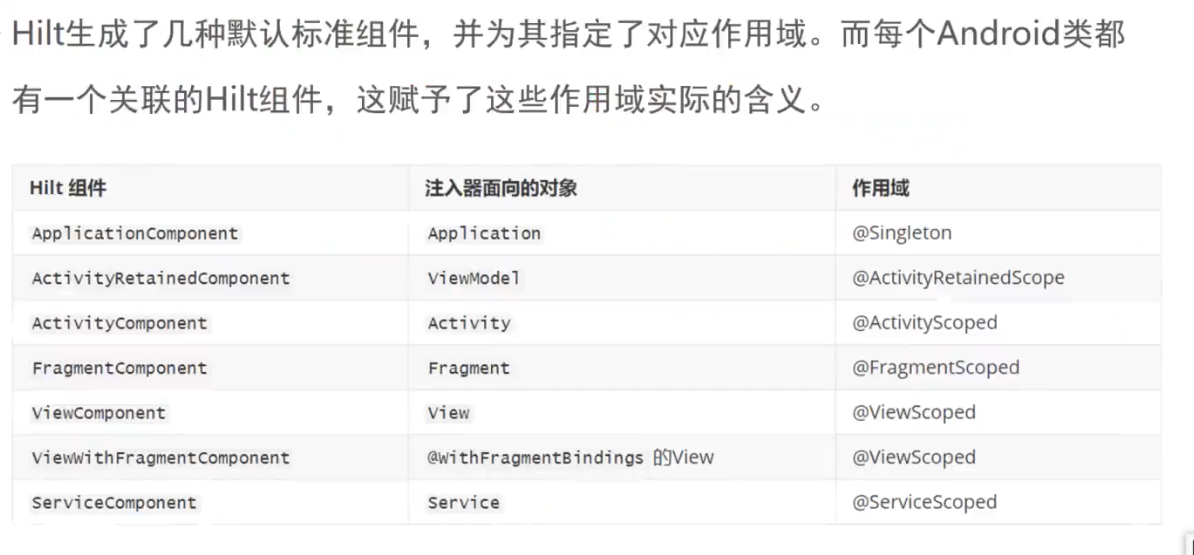 Hilt生成了几种默认标准组件，并为其指定了对应作用域。而每个Android类都
有一个关联的Hilt组件，这赋予了这些作用域实际的含义。
Hilt 组件 注入器面向的对象 作用域
ApplicationComponent Application @Singleton
ActivityRetainedComponent ViewModel @ActivityRetainedScope
ActivityComponent Activity @ActivityScoped
FragmentComponent Fragment @FragmentScoped
ViewComponent View @ViewScoped
ViewWithFragmentComponent @WithFragmentBindings 的View @ViewScoped
ServiceComponent Service @ServiceScoped